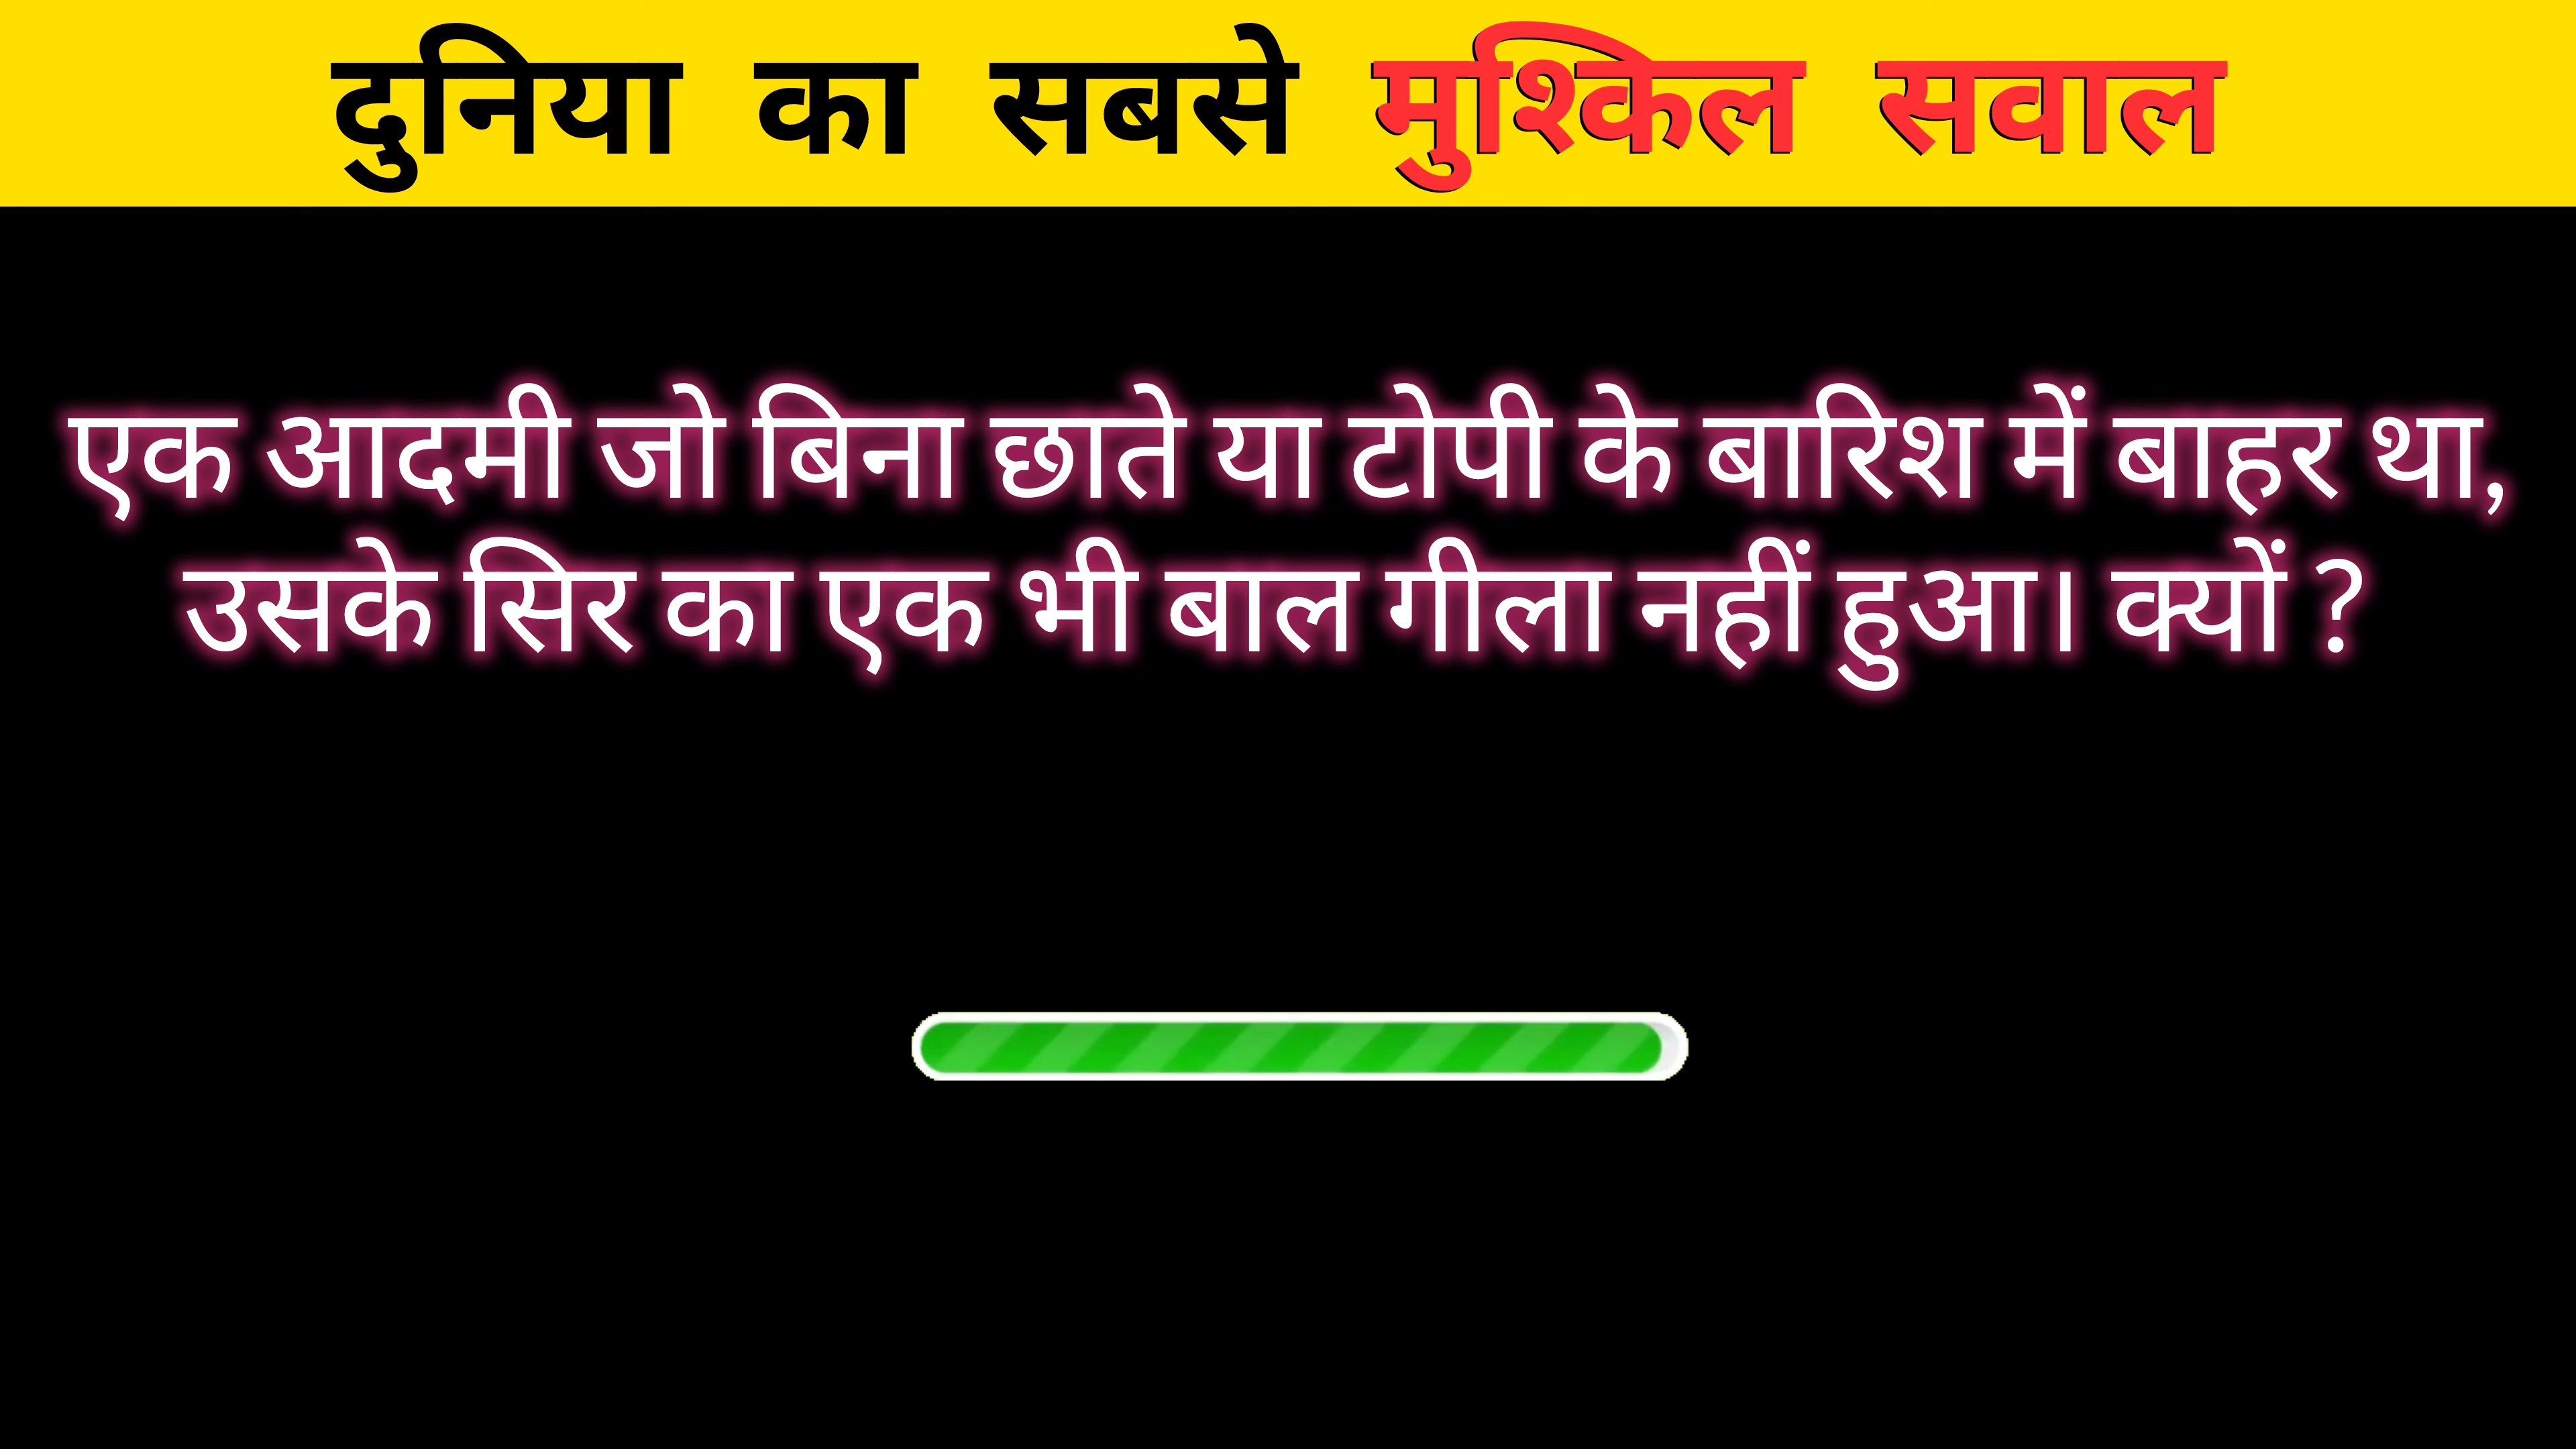 दुनिया का सबसे मुश्किल सवाल
एक आदमी जो बिना छाते या टोपी के बारिश में बाहर था,
उसके सिर का एक भी बाल गीला नहीं हुआ। क्यों ?